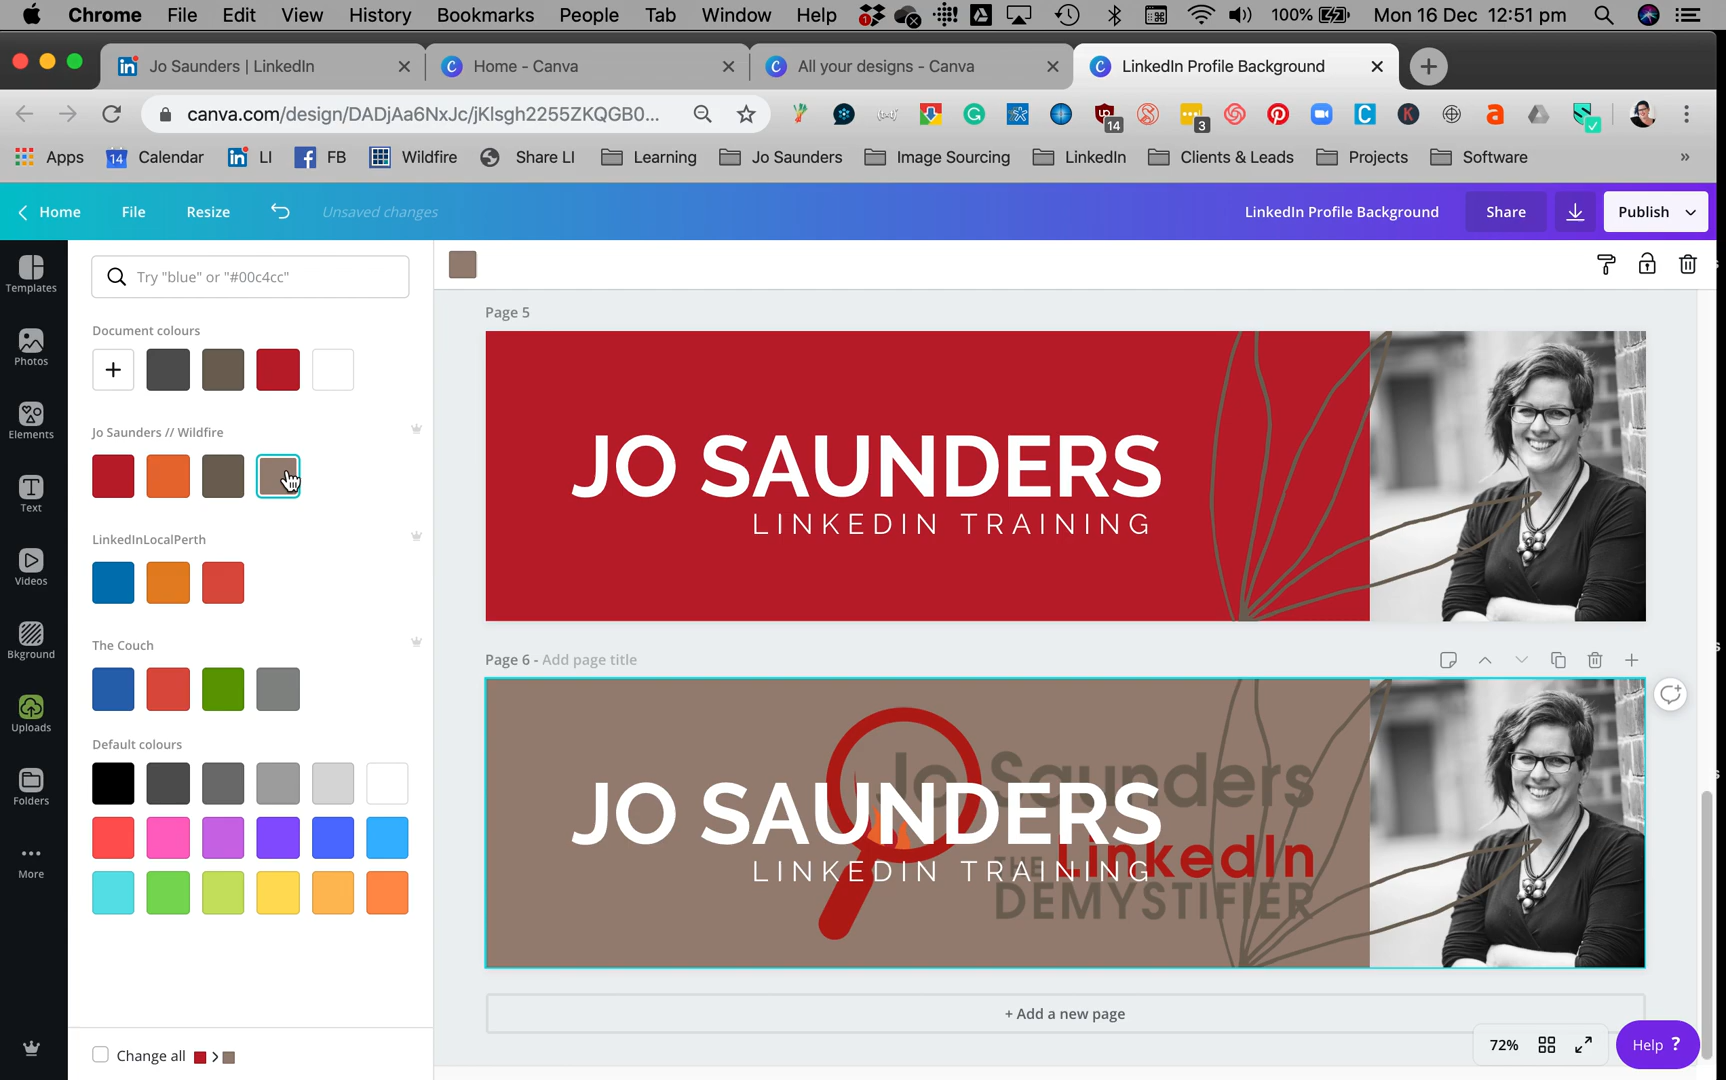 Chrome File Edit View History Bookmarks People Tab Window Help 1 100% Mon 16 Dec 12:51 pm
Jo Saunders | LinkedIn Home - Canva All your designs - Canva LinkedIn Profile Background
canva.com/design/DADjAa6NxJc/jKlsgh2255ZKQGB0... 14 3
Apps 14 Calendar LI FB Wildfire Share LI Learning Jo Saunders Image Sourcing LinkedIn Clients & Leads Projects Software »
Home File Resize Unsaved changes LinkedIn Profile Background Share Publish
Templates
Photos
Elements
Text
Videos
Bkground
Uploads
Folders
More
Try "blue" or "#00c4cc"
Document colours
Jo Saunders // Wildfire
LinkedInLocalPerth
The Couch
Default colours
Change all
Page 5
JO SAUNDERS
LINKEDIN TRAINING
Page 6 - Add page title
Jo Saunders
JO SAUNDERS
THE LinkedIn
LINKEDIN TRAINING
DEMYSTIFIER
+ Add a new page
72% Help ?